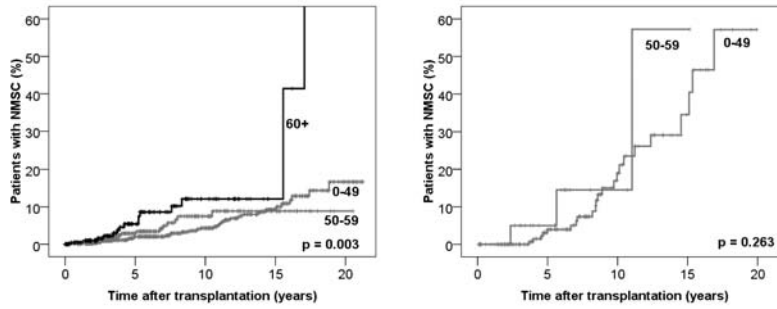 60
50
40
30
20
10
0
Patients with NMSC (%)
60+
0-49
50-59
p = 0.003
0 5 10 15 20
Time after transplantation (years)
60
50
40
30
20
10
0
Patients with NMSC (%)
50-59
0-49
p = 0.263
0 5 10 15 20
Time after transplantation (years)